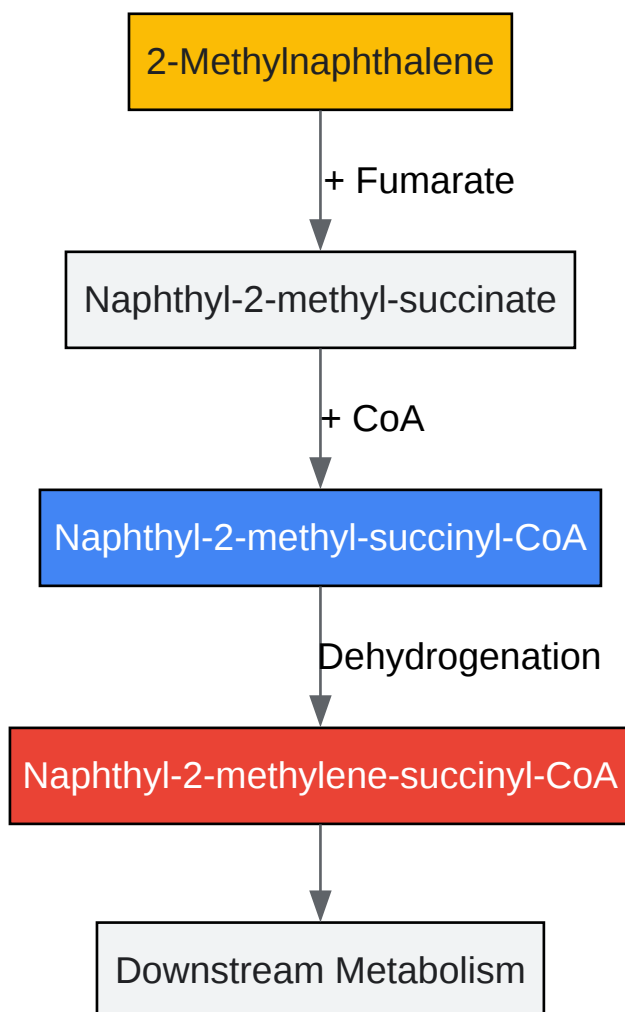 2-Methylnaphthalene
+ Fumarate
Naphthyl-2-methyl-succinate
+ CoA
Naphthyl-2-methyl-succinyl-CoA
Dehydrogenation
Naphthyl-2-methylene-succinyl-CoA
Downstream Metabolism